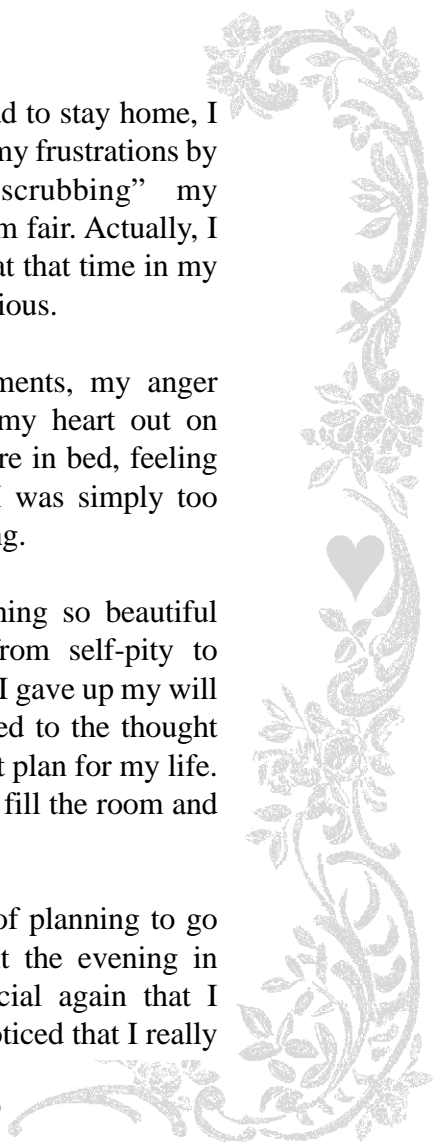 d to stay home, I
my frustrations by
scrubbing” my
m fair. Actually, I
at that time in my
ious.
ments, my anger
my heart out on
re in bed, feeling
I was simply too
g.
ning so beautiful
rom self-pity to
I gave up my will
ed to the thought
t plan for my life.
fill the room and
of planning to go
t the evening in
cial again that I
oticed that I really